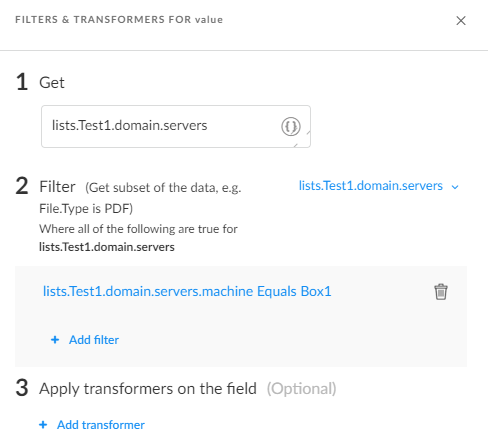 FILTERS & TRANSFORMERS FOR value
1 Get
lists.Test1.domain.servers
2 Filter (Get subset of the data, e.g. lists.Test1.domain.servers
File.Type is PDF)
Where all of the following are true for
lists.Test1.domain.servers
lists.Test1.domain.servers.machine Equals Box1
+ Add filter
3 Apply transformers on the field (Optional)
+ Add transformer